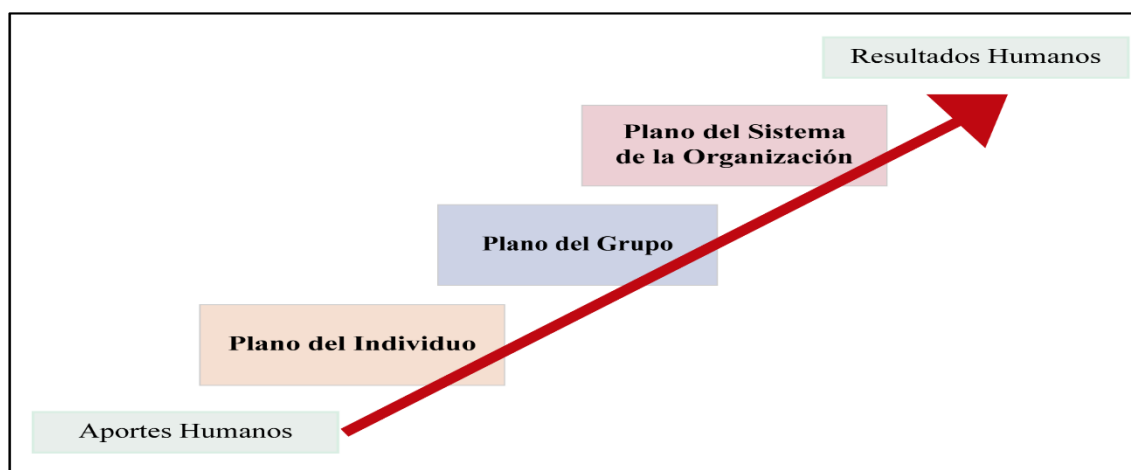 Resultados Humanos
Plano del Sistema
de la Organización
Plano del Grupo
Plano del Individuo
Aportes Humanos